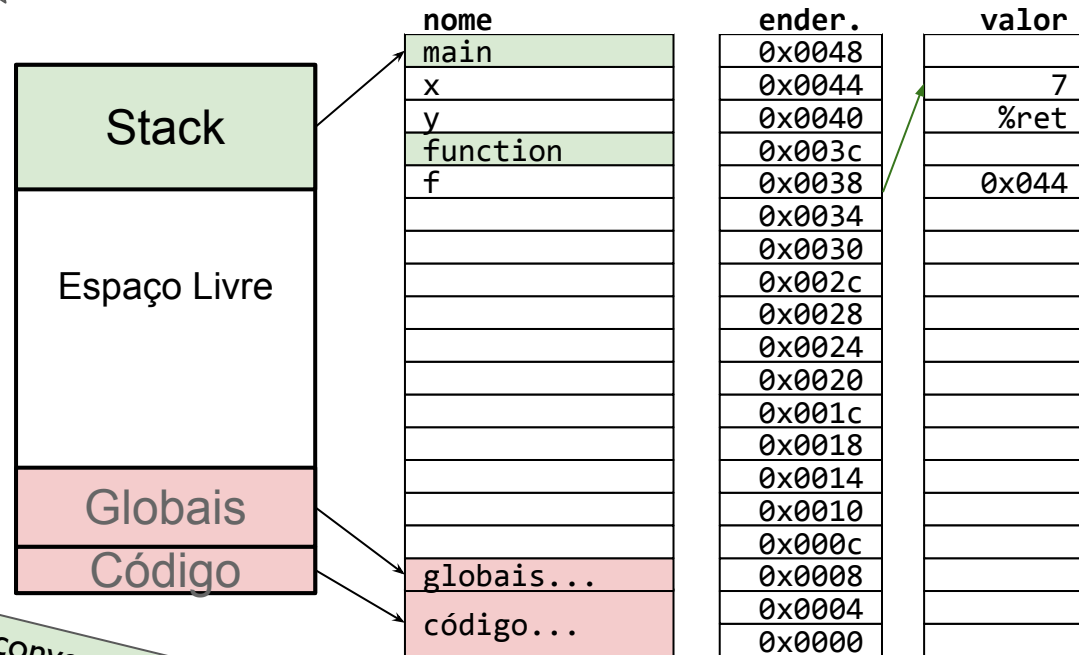 nome ender. valor
main 0x0048
x 0x0044 7
y 0x0040 %ret
function 0x003c
f 0x0038 0x044
0x0034
0x0030
0x002c
0x0028
0x0024
0x0020
0x001c
0x0018
0x0014
0x0010
0x000c
globais... 0x0008
código... 0x0004
0x0000
Stack
Espaço Livre
Globais
Código